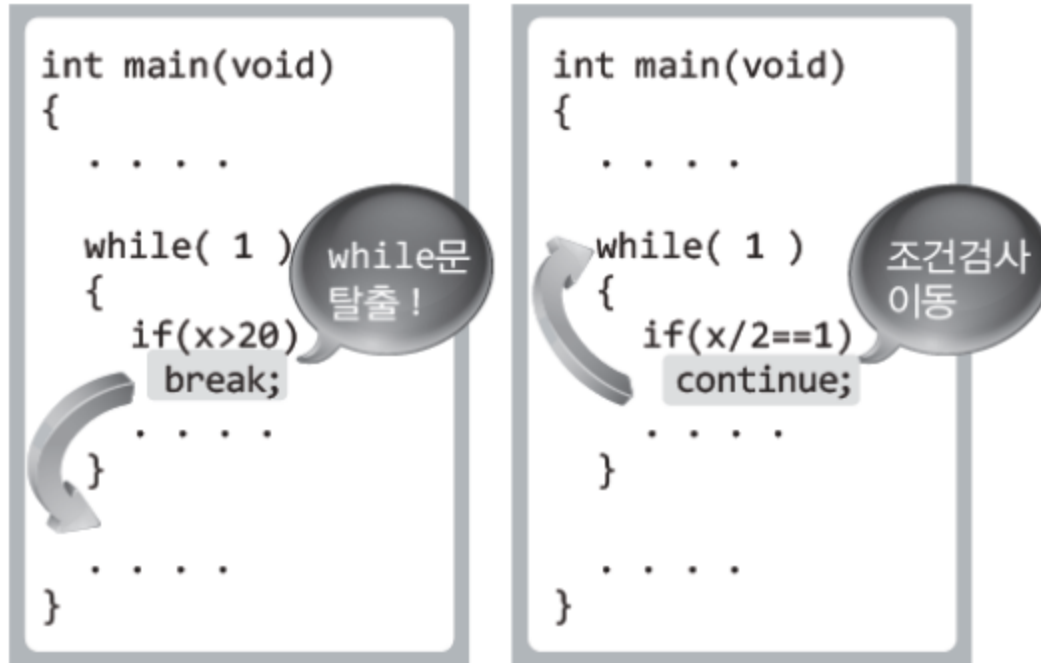 int main(void)
{
. . . .
while( 1 )
{
if(x>20)
break;
. . . .
}
. . . .
}
while문
탈출 !
int main(void)
{
. . . .
while( 1 )
{
if(x/2==1)
continue;
. . . .
}
. . . .
}
조건검사
이동